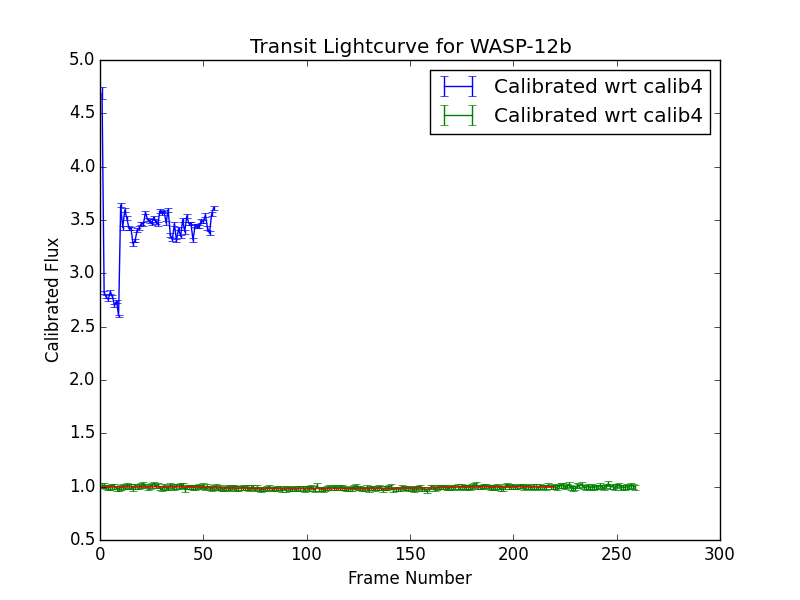 Transit Lightcurve for WASP-12b
Calibrated wrt calib4
Calibrated wrt calib4
Calibrated Flux
5.0
4.5
4.0
3.5
3.0
2.5
2.0
1.5
1.0
0.5
0 50 100 150 200 250 300
Frame Number